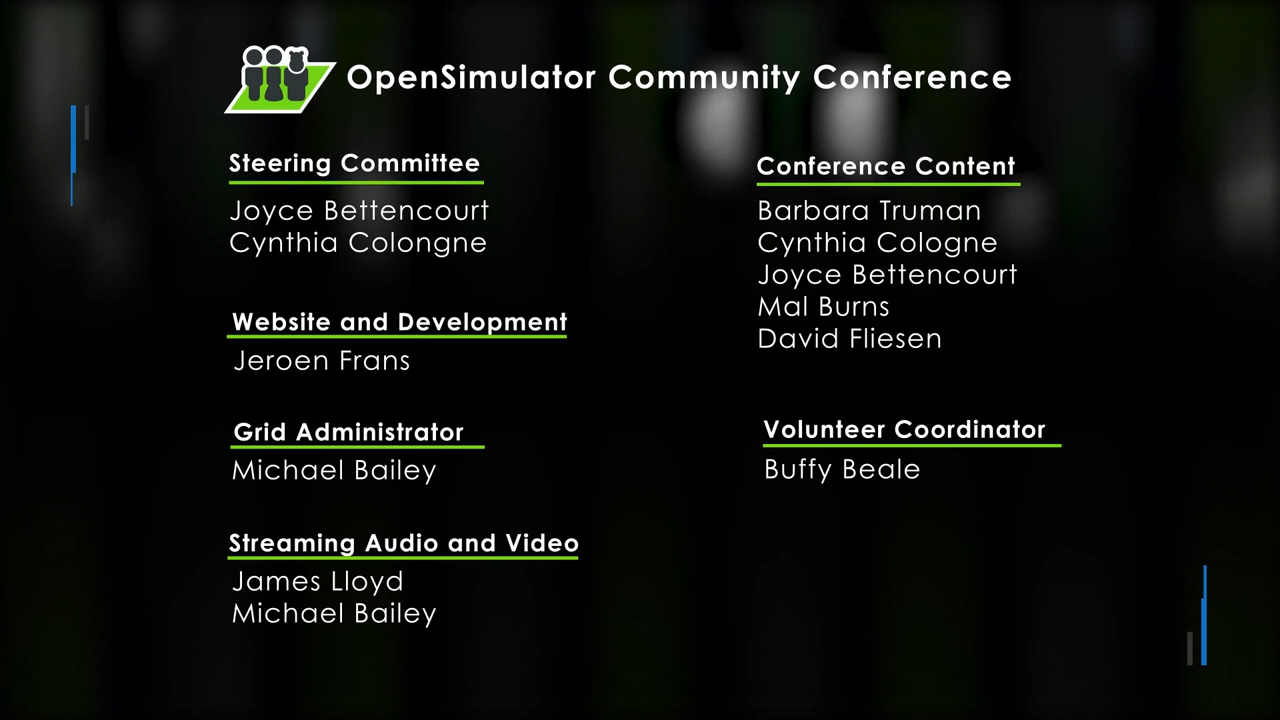 OpenSimulator Community Conference
Steering Committee
Joyce Bettencourt
Cynthia Colongne
Website and Development
Jeroen Frans
Grid Administrator
Michael Bailey
Streaming Audio and Video
James Lloyd
Michael Bailey
Conference Content
Barbara Truman
Cynthia Cologne
Joyce Bettencourt
Mal Burns
David Fliesen
Volunteer Coordinator
Buffy Beale